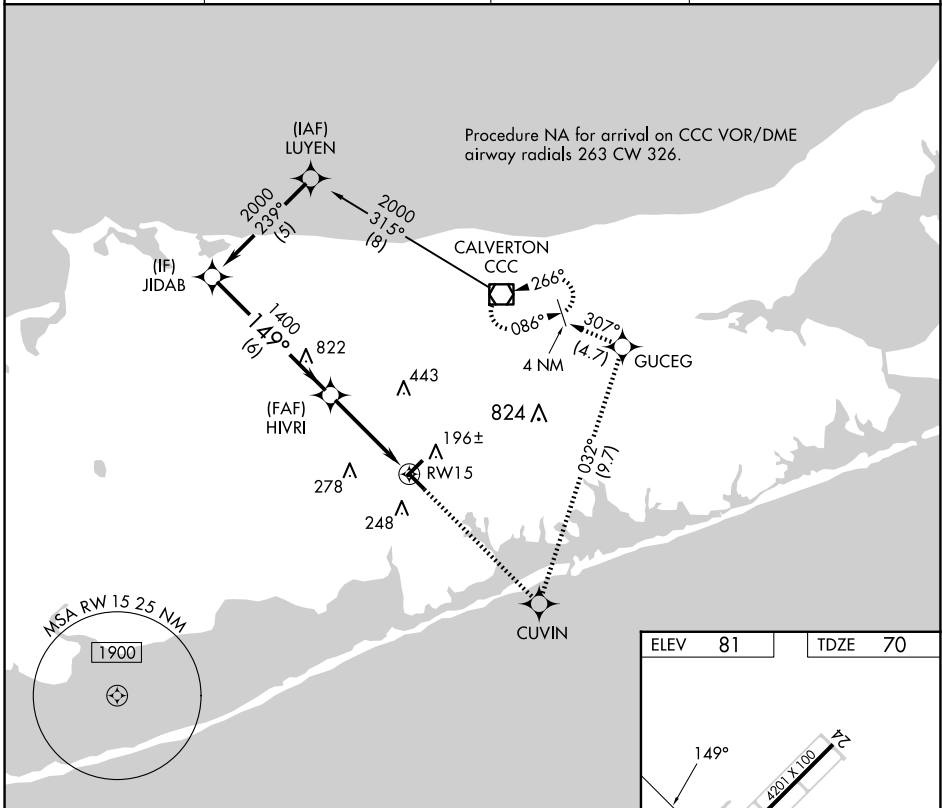 (IAF)
LUYEN
Procedure NA for arrival on CCC VOR/DME
airway radials 263 CW 326.
2000
239°
(5)
2000
315°
(8)
CALVERTON
CCC
(IF)
JIDAB
266°
086°
307°
(4.7)
4 NM
GUCEG
1400
149°
(6)
822
443
(FAF)
HIVRI
824
196±
RW15
278
248
032°
(9.7)
CUVIN
MSA RW 15 25 NM
1900
ELEV 81
TDZE 70
149°
4201 X 100
24